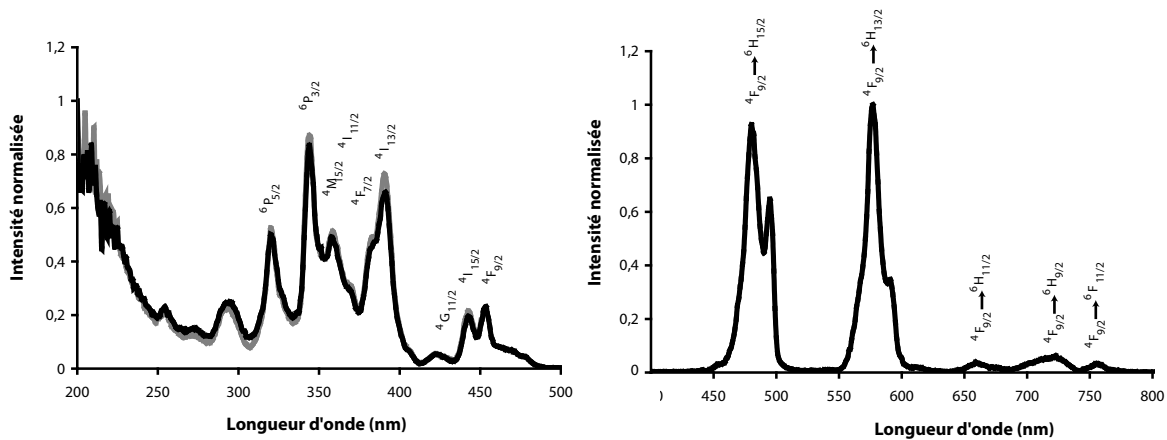 1,2
1
0,8
0,6
0,4
0,2
0
200
250
300
350
400
450
500
Intensité normalisée
Longueur d'onde (nm)
⁶P₅/₂
⁶P₃/₂
⁴M₁₅/₂
⁴I₁₁/₂
⁴F₇/₂
⁴I₁₃/₂
⁴G₁₁/₂
⁴I₁₅/₂
⁴F₉/₂
1,2
1
0,8
0,6
0,4
0,2
0
0
450
500
550
600
650
700
750
800
Intensité normalisée
Longueur d'onde (nm)
⁴F₉/₂ → ⁶H₁₅/₂
⁴F₉/₂ → ⁶H₁₃/₂
⁴F₉/₂ → ⁶H₁₁/₂
⁴F₉/₂ → ⁶H₉/₂
⁴F₉/₂ → ⁶F₁₁/₂